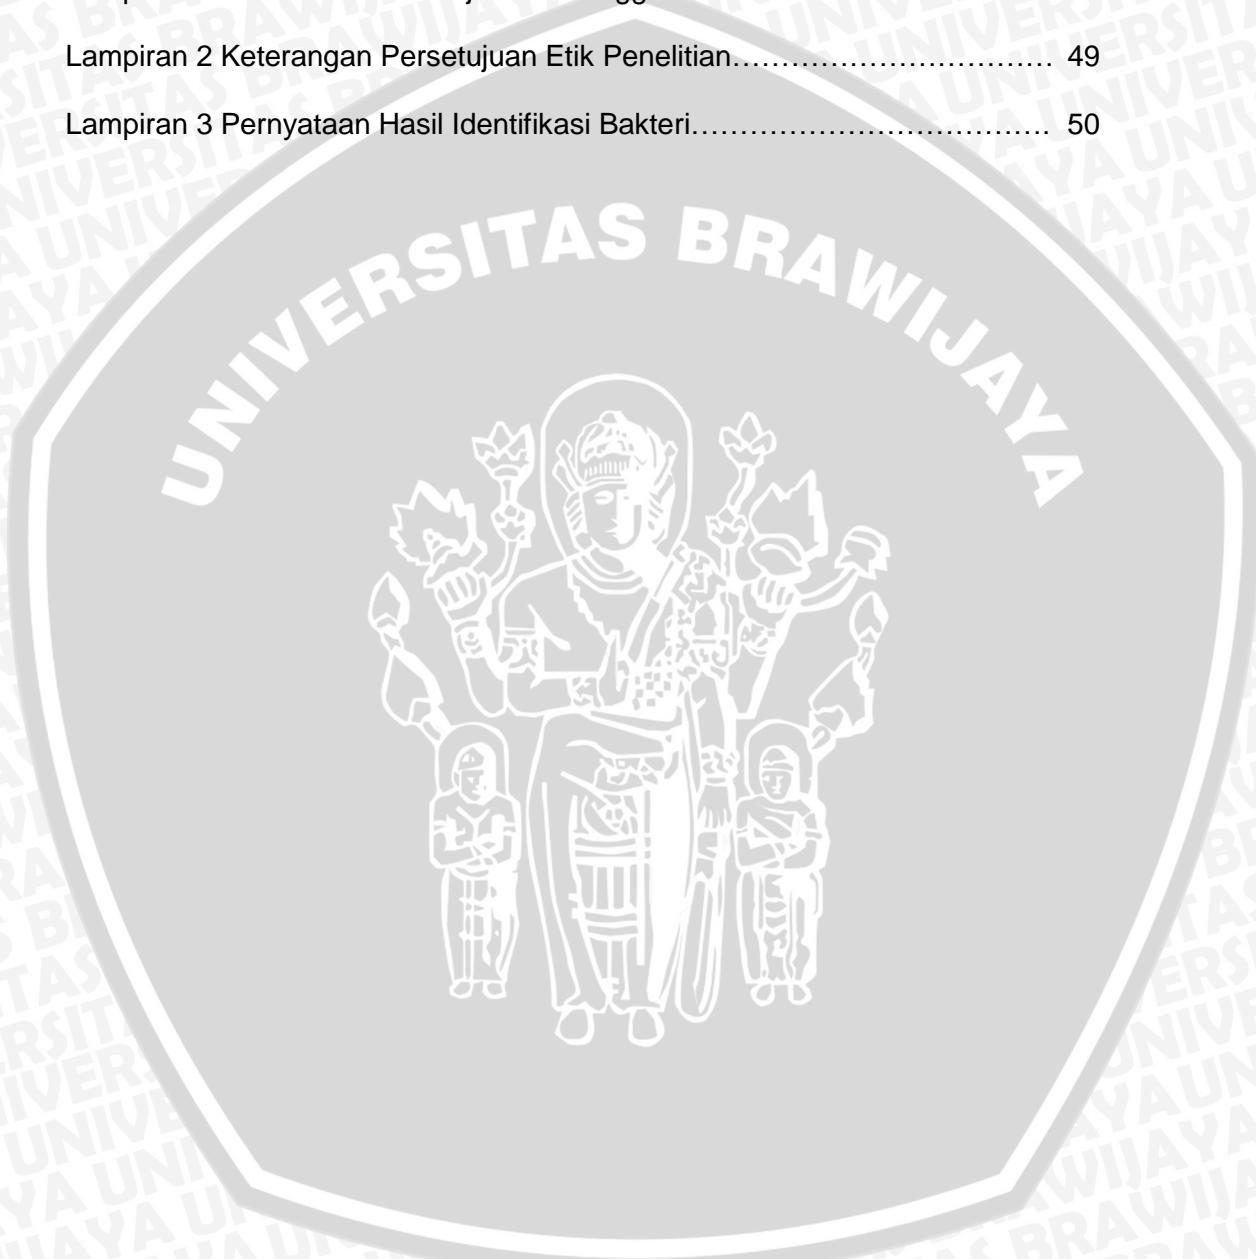 Lampiran 2 Keterangan Persetujuan Etik Penelitian…………………………… 49
Lampiran 3 Pernyataan Hasil Identifikasi Bakteri……………………………… 50
UNIVERSITAS BRAWIJAYA